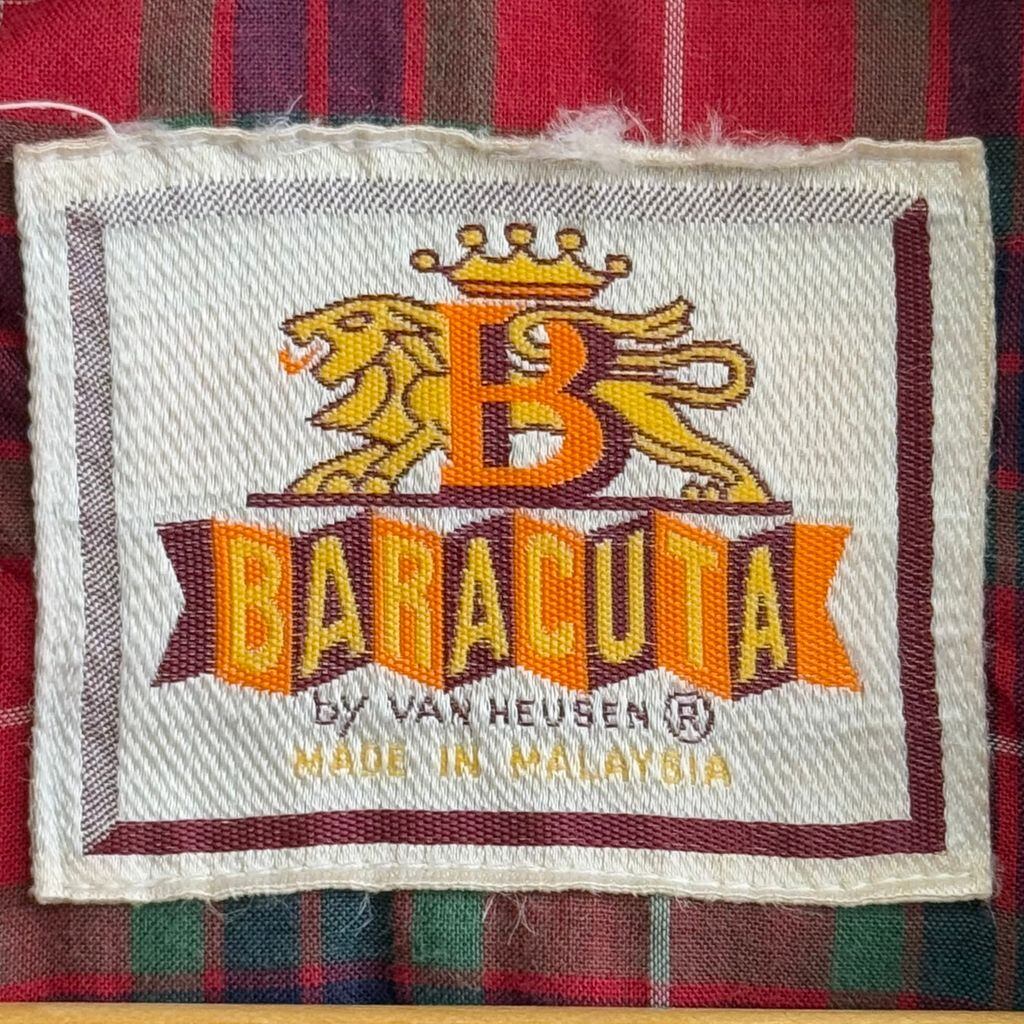 B
BARACUTA
by VAN HEUSEN ®
MADE IN MALAYSIA